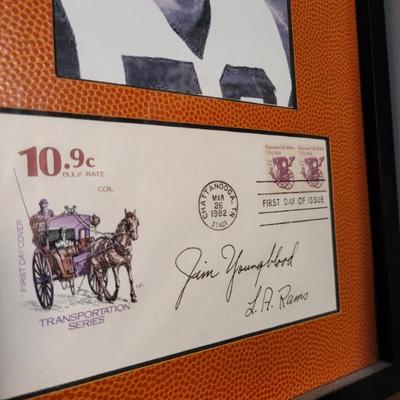 10.9c
BULK RATE
COIL
FIRST DAY COVER
TRANSPORTATION
SERIES
CHATTANOOGA, TN
MAR
26
1982
37401
FIRST DAY OF ISSUE
Jim Youngblood
L.A. Rams